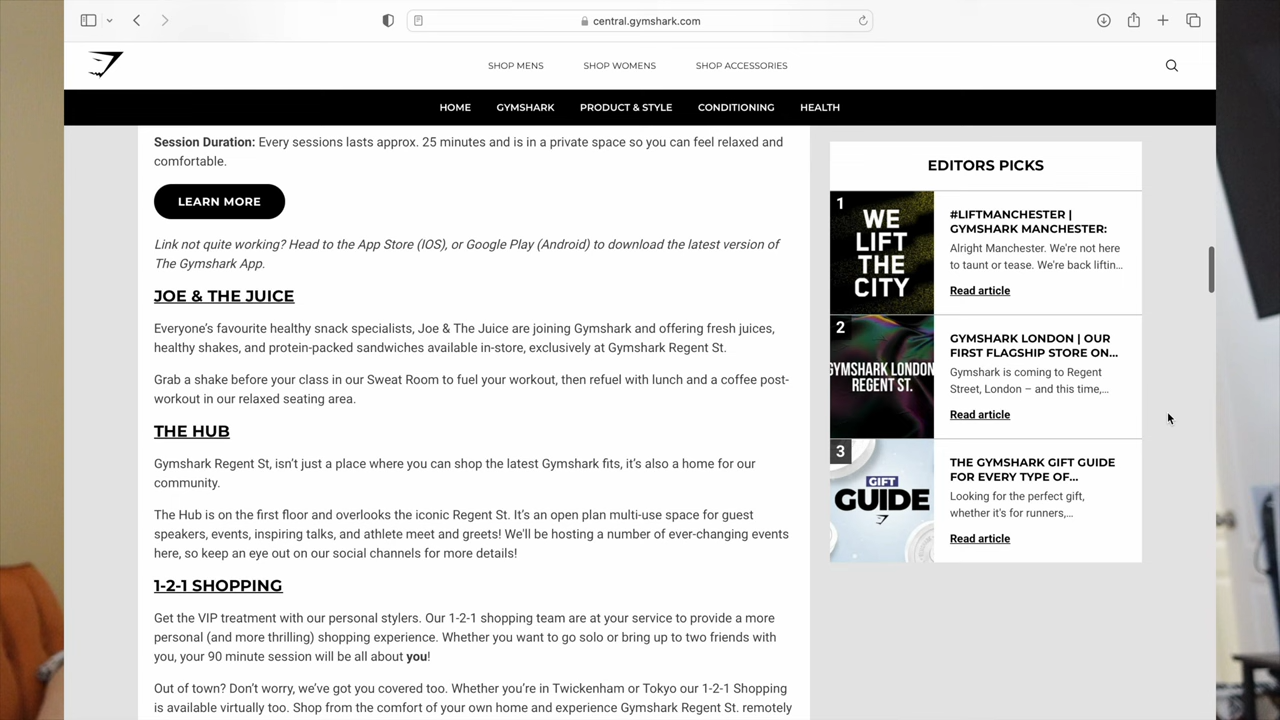 central.gymshark.com
SHOP MENS SHOP WOMENS SHOP ACCESSORIES
HOME GYMSHARK PRODUCT & STYLE CONDITIONING HEALTH
Session Duration: Every sessions lasts approx. 25 minutes and is in a private space so you can feel relaxed and
comfortable.
LEARN MORE
Link not quite working? Head to the App Store (IOS), or Google Play (Android) to download the latest version of
The Gymshark App.
JOE & THE JUICE
Everyone's favourite healthy snack specialists, Joe & The Juice are joining Gymshark and offering fresh juices,
healthy shakes, and protein-packed sandwiches available in-store, exclusively at Gymshark Regent St.
Grab a shake before your class in our Sweat Room to fuel your workout, then refuel with lunch and a coffee post-
workout in our relaxed seating area.
THE HUB
Gymshark Regent St, isn't just a place where you can shop the latest Gymshark fits, it's also a home for our
community.
The Hub is on the first floor and overlooks the iconic Regent St. It's an open plan multi-use space for guest
speakers, events, inspiring talks, and athlete meet and greets! We'll be hosting a number of ever-changing events
here, so keep an eye out on our social channels for more details!
1-2-1 SHOPPING
Get the VIP treatment with our personal stylers. Our 1-2-1 shopping team are at your service to provide a more
personal (and more thrilling) shopping experience. Whether you want to go solo or bring up to two friends with
you, your 90 minute session will be all about you!
Out of town? Don't worry, we've got you covered too. Whether you're in Twickenham or Tokyo our 1-2-1 Shopping
is available virtually too. Shop from the comfort of your own home and experience Gymshark Regent St. remotely
EDITORS PICKS
1
WE
LIFT
THE
CITY
#LIFTMANCHESTER |
GYMSHARK MANCHESTER:
Alright Manchester. We're not here
to taunt or tease. We're back liftin...
Read article
2
GYMSHARK LONDON
REGENT ST.
GYMSHARK LONDON | OUR
FIRST FLAGSHIP STORE ON...
Gymshark is coming to Regent
Street, London – and this time,...
Read article
3
GIFT
GUIDE
THE GYMSHARK GIFT GUIDE
FOR EVERY TYPE OF...
Looking for the perfect gift,
whether it's for runners,...
Read article